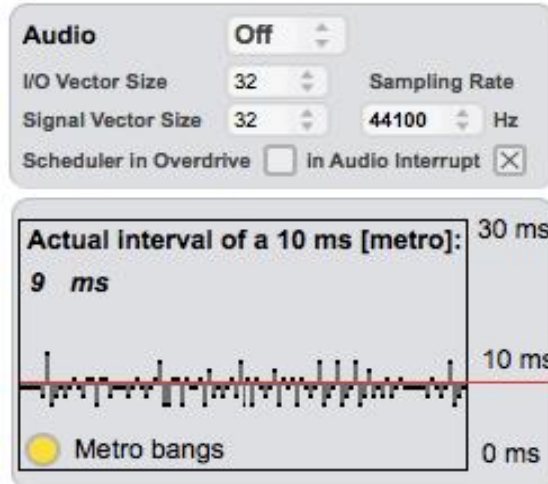 Audio Off
I/O Vector Size 32 Sampling Rate
Signal Vector Size 32 44100 Hz
Scheduler in Overdrive in Audio Interrupt
Actual interval of a 10 ms [metro]: 30 ms
9 ms
10 ms
Metro bangs 0 ms